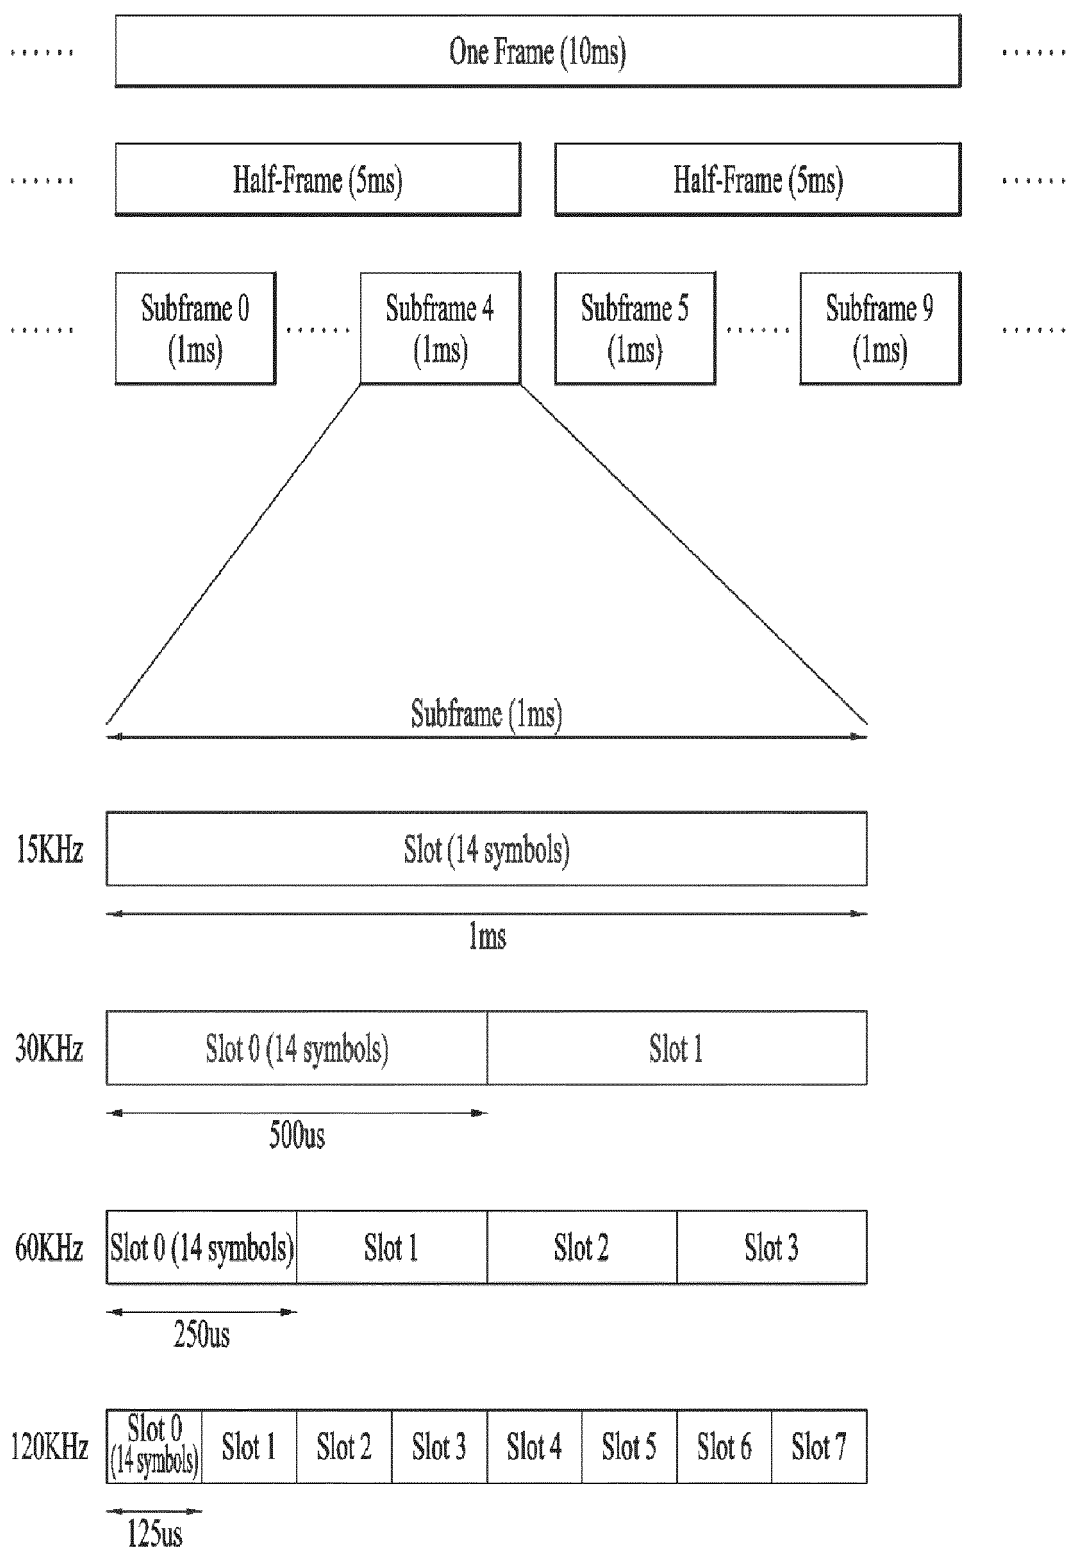 ...... One Frame (10ms) ......
...... Half-Frame (5ms) Half-Frame (5ms) ......
Subframe 0 Subframe 4 Subframe 5 Subframe 9
...... (1ms) ...... (1ms) (1ms) ...... (1ms) ......
Subframe (1ms)
15KHz Slot (14 symbols)
1ms
30KHz Slot 0 (14 symbols) Slot 1
500us
60KHz Slot 0 (14 symbols) Slot 1 Slot 2 Slot 3
250us
120KHz Slot 0 (14 symbols) Slot 1 Slot 2 Slot 3 Slot 4 Slot 5 Slot 6 Slot 7
125us